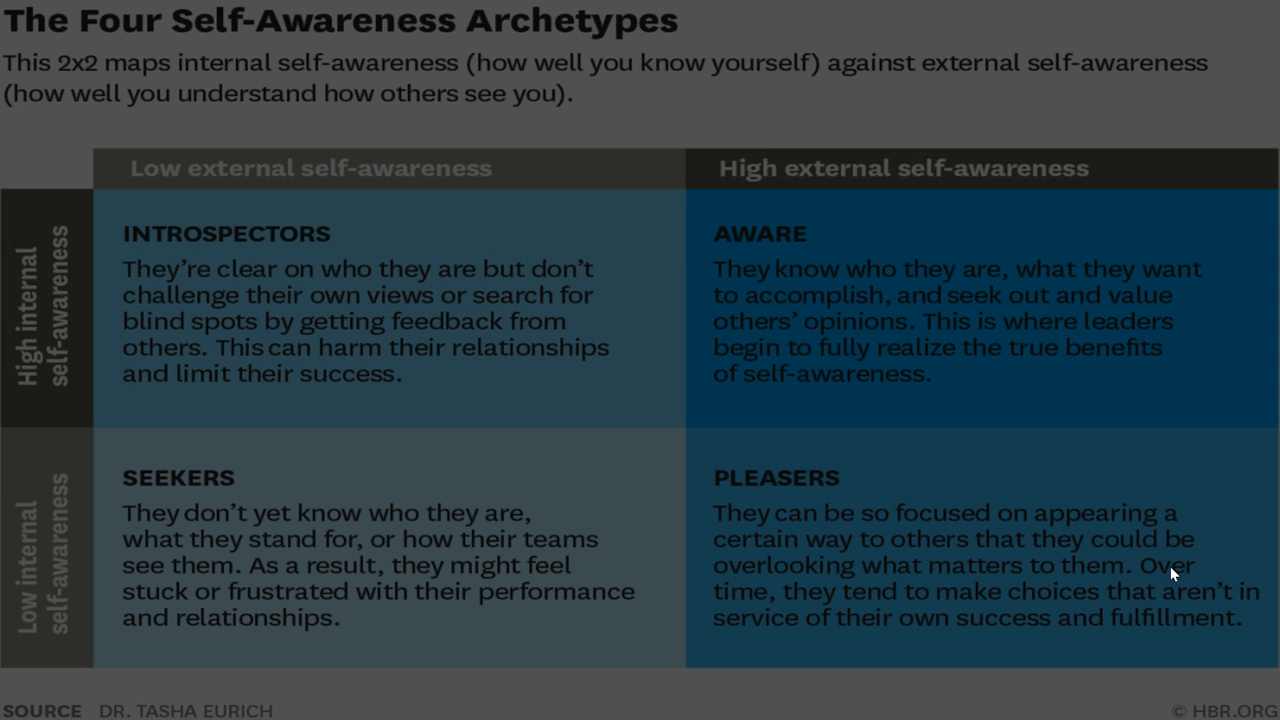 The Four Self-Awareness Archetypes
This 2x2 maps internal self-awareness (how well you know yourself) against external self-awareness
(how well you understand how others see you).
Low external self-awareness
High external self-awareness
High internal
self-awareness
INTROSPECTORS
They’re clear on who they are but don’t
challenge their own views or search for
blind spots by getting feedback from
others. This can harm their relationships
and limit their success.
AWARE
They know who they are, what they want
to accomplish, and seek out and value
others’ opinions. This is where leaders
begin to fully realize the true benefits
of self-awareness.
Low internal
self-awareness
SEEKERS
They don’t yet know who they are,
what they stand for, or how their teams
see them. As a result, they might feel
stuck or frustrated with their performance
and relationships.
PLEASERS
They can be so focused on appearing a
certain way to others that they could be
overlooking what matters to them. Over
time, they tend to make choices that aren’t in
service of their own success and fulfillment.
SOURCE DR. TASHA EURICH
© HBR.ORG